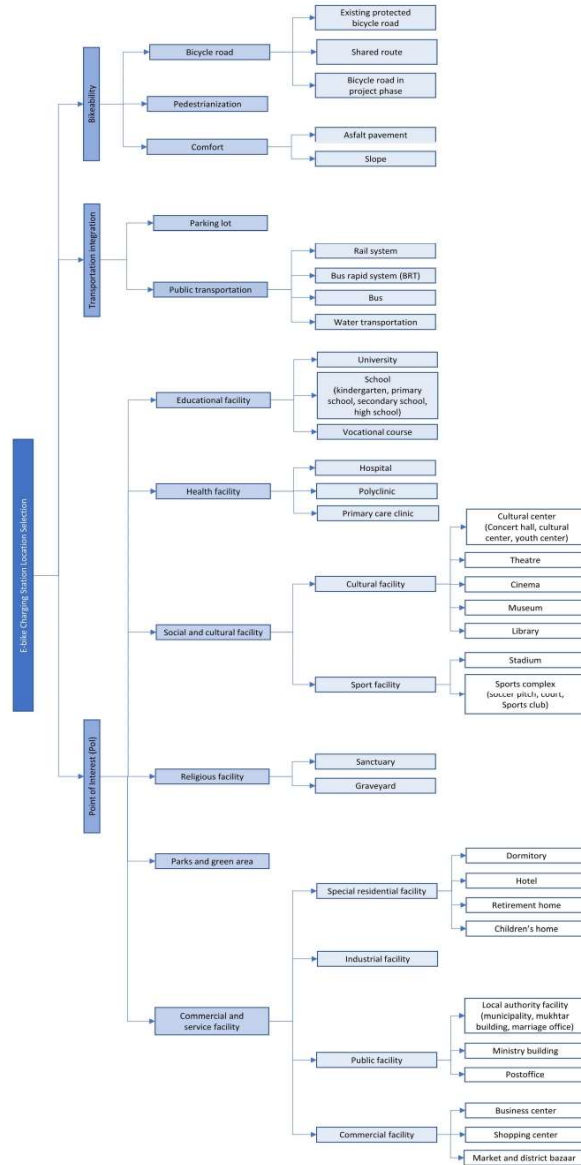 E-bike Charging Station Location Selection
Bikeability
Bicycle road
Existing protected
bicycle road
Shared route
Bicycle road in
project phase
Pedestrianization
Comfort
Asfalt pavement
Slope
Transportation integration
Parking lot
Public transportation
Rail system
Bus rapid system (BRT)
Bus
Water transportation
Point of Interest (PoI)
Educational facility
University
School
(kindergarten, primary
school, secondary school,
high school)
Vocational course
Health facility
Hospital
Polyclinic
Primary care clinic
Social and cultural facility
Cultural facility
Cultural center
(Concert hall, cultural
center, youth center)
Theatre
Cinema
Museum
Library
Sport facility
Stadium
Sports complex
(soccer pitch, court,
Sports club)
Religious facility
Sanctuary
Graveyard
Parks and green area
Commercial and
service facility
Special residential facility
Dormitory
Hotel
Retirement home
Children's home
Industrial facility
Public facility
Local authority facility
(municipality, mukhtar
building, marriage office)
Ministry building
Postoffice
Commercial facility
Business center
Shopping center
Market and district bazaar